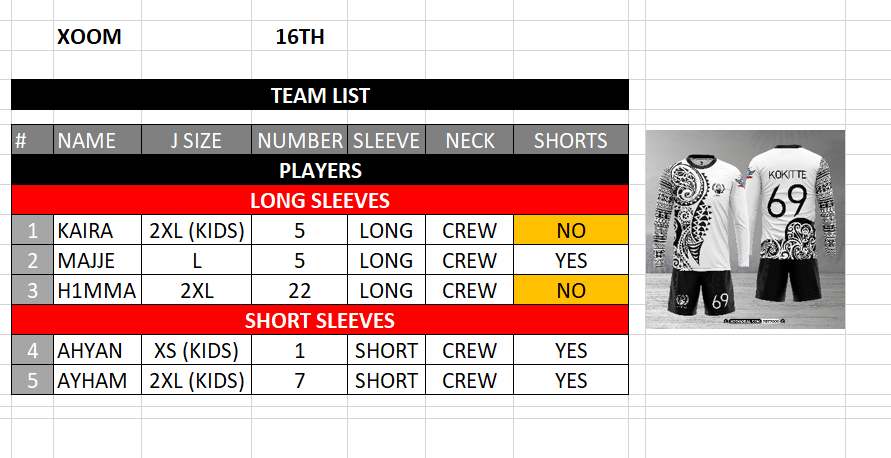 XOOM 16TH
TEAM LIST
# NAME J SIZE NUMBER SLEEVE NECK SHORTS
PLAYERS
LONG SLEEVES
1 KAIRA 2XL (KIDS) 5 LONG CREW NO
2 MAJJE L 5 LONG CREW YES
3 H1MMA 2XL 22 LONG CREW NO
SHORT SLEEVES
4 AHYAN XS (KIDS) 1 SHORT CREW YES
5 AYHAM 2XL (KIDS) 7 SHORT CREW YES
KOKITTE
69
69